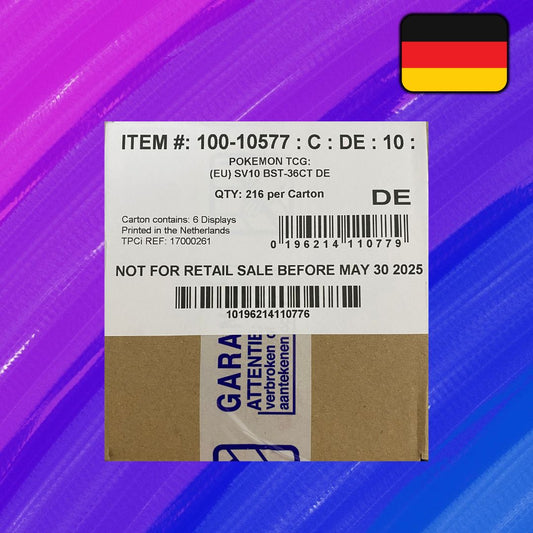 ITEM #: 100-10577 : C : DE : 10 :
POKEMON TCG:
(EU) SV10 BST-36CT DE
QTY: 216 per Carton
DE
Carton contains: 6 Displays
Printed in the Netherlands
TPCi REF: 17000261
0 196214 110779
NOT FOR RETAIL SALE BEFORE MAY 30 2025
10196214110776
GARA
ATTENTIE
verbroken
aantekenen